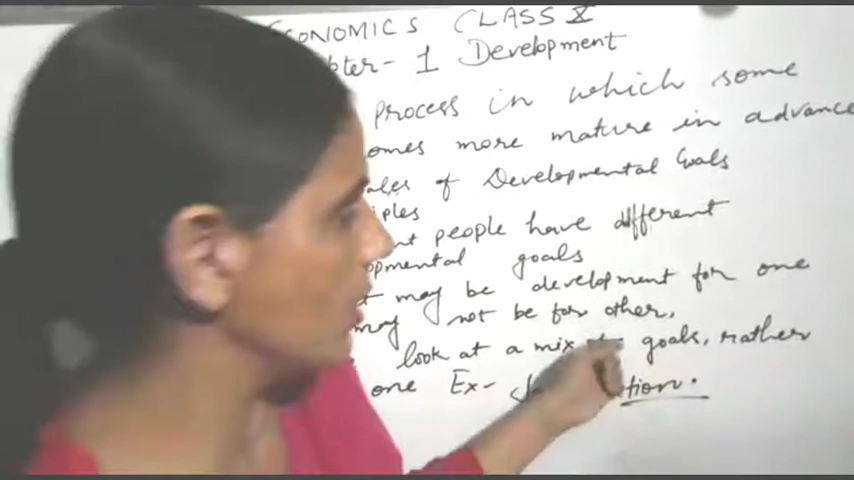 ECONOMICS CLASS X
pter- 1 Development
Process in which some
omes more mature in advance
ales of Developmental Goals
iples
nt people have different
opmental goals
t may be development for one
may not be for other.
look at a mix goals, rather
one Ex- tion.